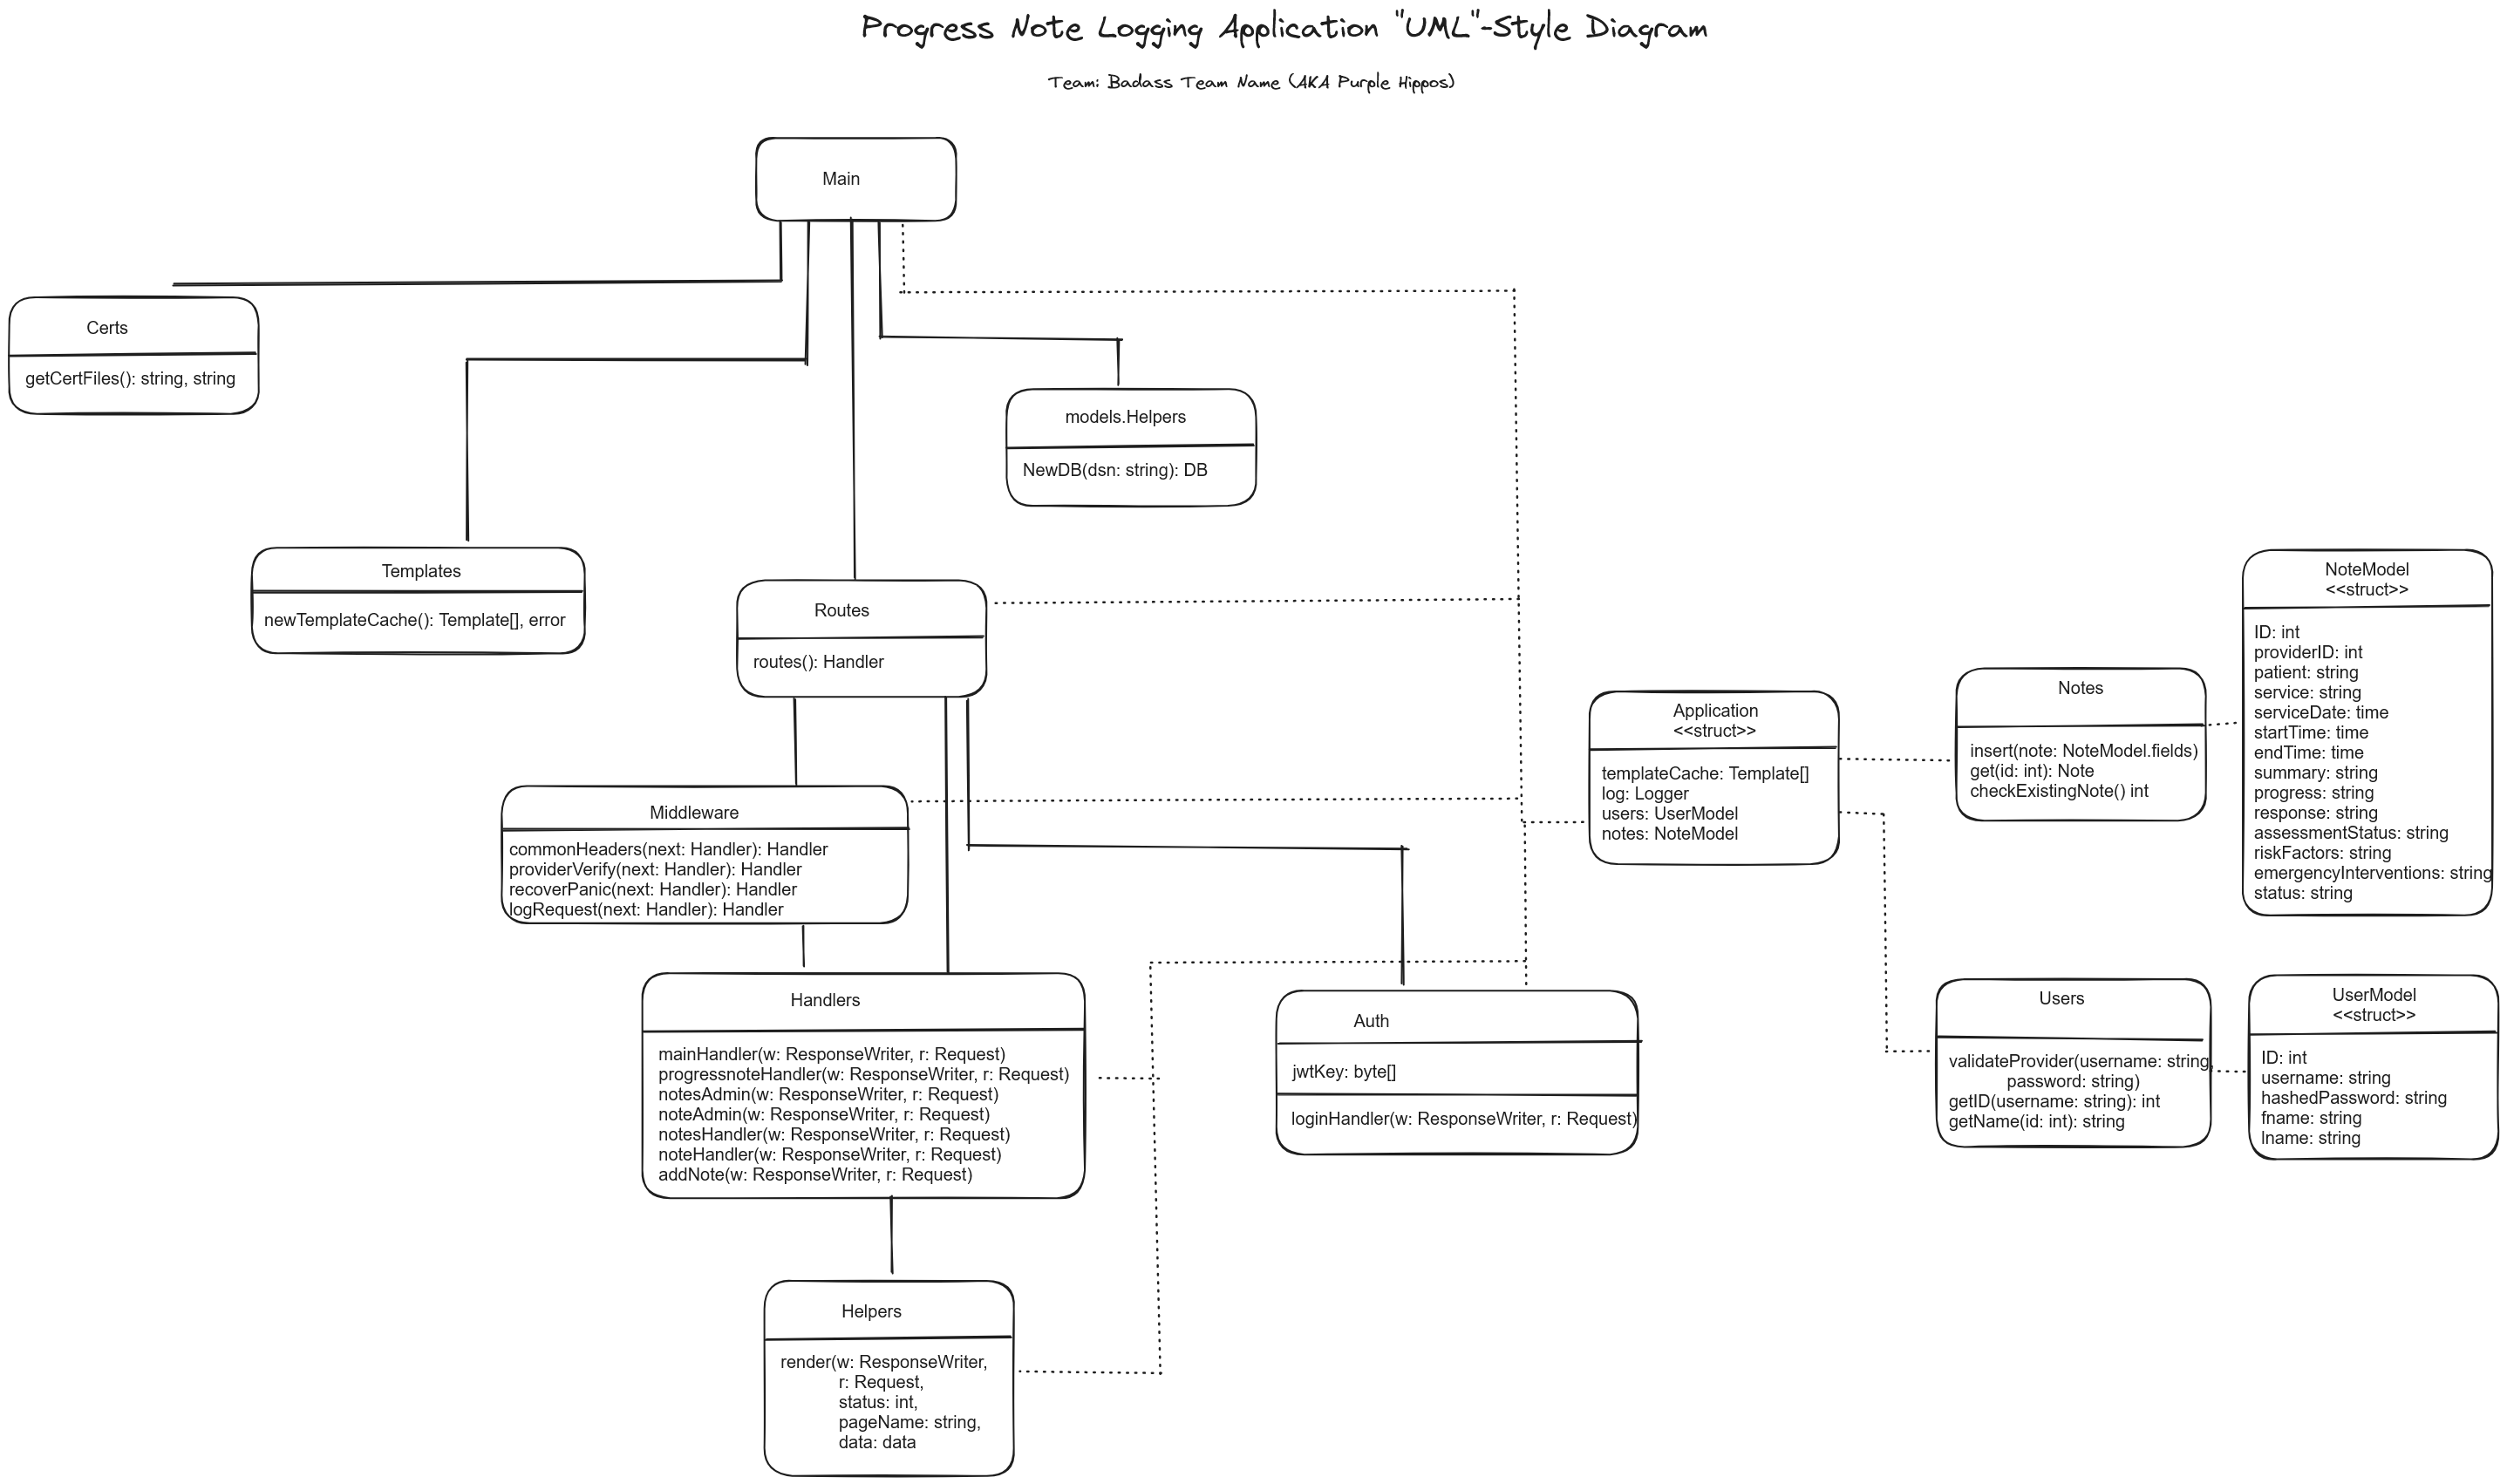 Progress Note Logging Application "UML"-Style Diagram
Team: Badass Team Name (AKA Purple Hippos)
Main
Certs
getCertFiles(): string, string
models.Helpers
NewDB(dsn: string): DB
Templates
newTemplateCache(): Template[], error
Routes
routes(): Handler
Middleware
commonHeaders(next: Handler): Handler
providerVerify(next: Handler): Handler
recoverPanic(next: Handler): Handler
logRequest(next: Handler): Handler
Application
<<struct>>
templateCache: Template[]
log: Logger
users: UserModel
notes: NoteModel
Notes
insert(note: NoteModel.fields)
get(id: int): Note
checkExistingNote() int
NoteModel
<<struct>>
ID: int
providerID: int
patient: string
service: string
serviceDate: time
startTime: time
endTime: time
summary: string
progress: string
response: string
assessmentStatus: string
riskFactors: string
emergencyInterventions: string
status: string
Handlers
mainHandler(w: ResponseWriter, r: Request)
progressnoteHandler(w: ResponseWriter, r: Request)
notesAdmin(w: ResponseWriter, r: Request)
noteAdmin(w: ResponseWriter, r: Request)
notesHandler(w: ResponseWriter, r: Request)
noteHandler(w: ResponseWriter, r: Request)
addNote(w: ResponseWriter, r: Request)
Auth
jwtKey: byte[]
loginHandler(w: ResponseWriter, r: Request)
Users
validateProvider(username: string,
password: string)
getID(username: string): int
getName(id: int): string
UserModel
<<struct>>
ID: int
username: string
hashedPassword: string
fname: string
lname: string
Helpers
render(w: ResponseWriter,
r: Request,
status: int,
pageName: string,
data: data